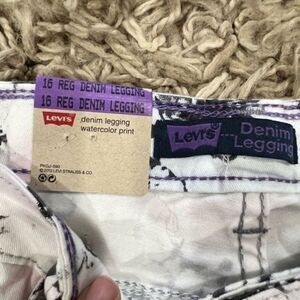 16 REG DENIM LEGGING
16 REG DENIM LEGGING
Levi's
denim legging
watercolor print
© 2012 LEVI STRAUSS & CO.
Levi's
Denim
Legging